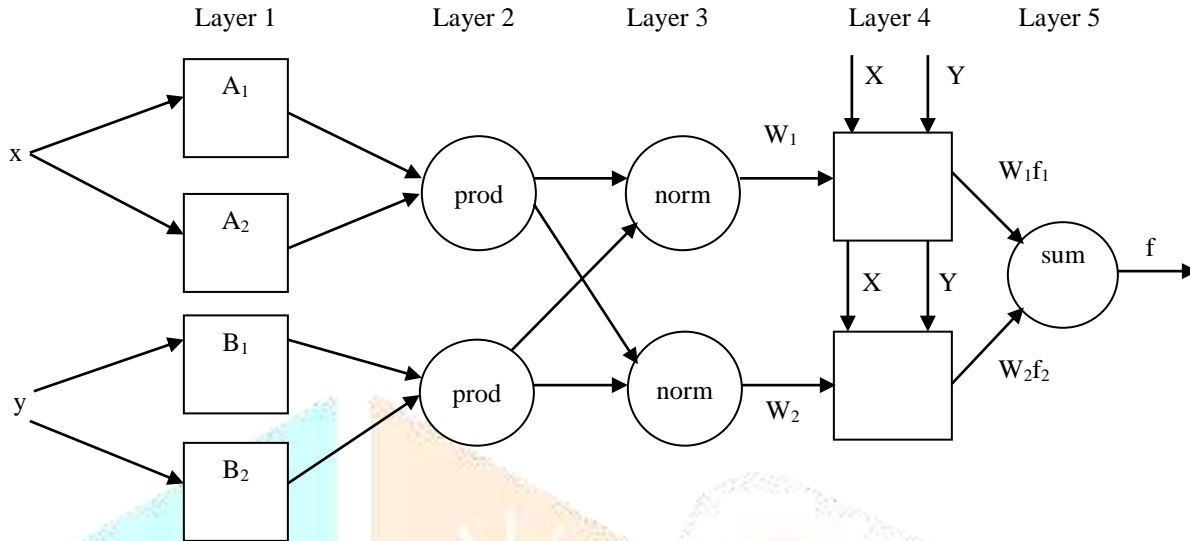 Layer 1 Layer 2 Layer 3 Layer 4 Layer 5
X Y
A₁
W₁
x
W₁f₁
prod norm
A₂
sum f
X Y
B₁
W₂f₂
y
prod norm
W₂
B₂